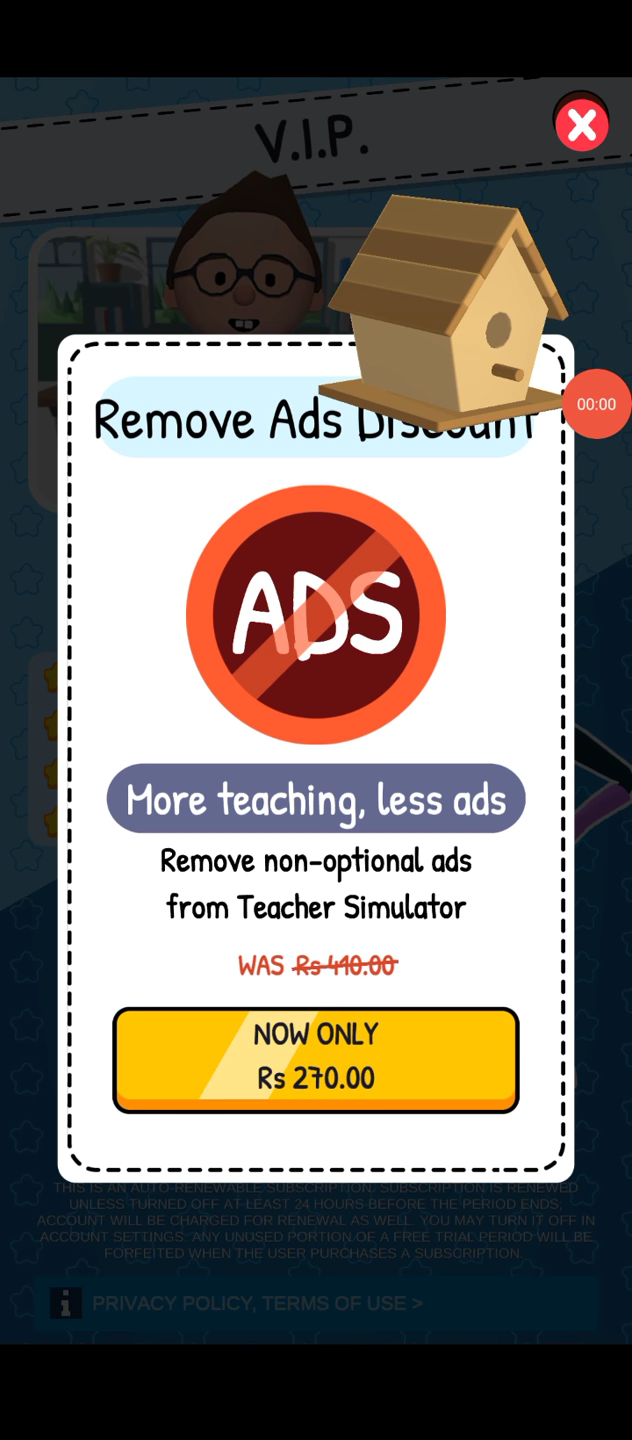 V.I.P.
Remove Ads Discount
00:00
ADS
More teaching, less ads
Remove non-optional ads
from Teacher Simulator
WAS Rs 410.00
NOW ONLY
Rs 270.00
THIS IS AN AUTO-RENEWABLE SUBSCRIPTION. SUBSCRIPTION IS RENEWED
UNLESS TURNED OFF AT LEAST 24 HOURS BEFORE THE PERIOD ENDS.
ACCOUNT WILL BE CHARGED FOR RENEWAL AS WELL. YOU MAY TURN IT OFF IN
ACCOUNT SETTINGS. ANY UNUSED PORTION OF A FREE TRIAL PERIOD WILL BE
FORFEITED WHEN THE USER PURCHASES A SUBSCRIPTION.
PRIVACY POLICY, TERMS OF USE >